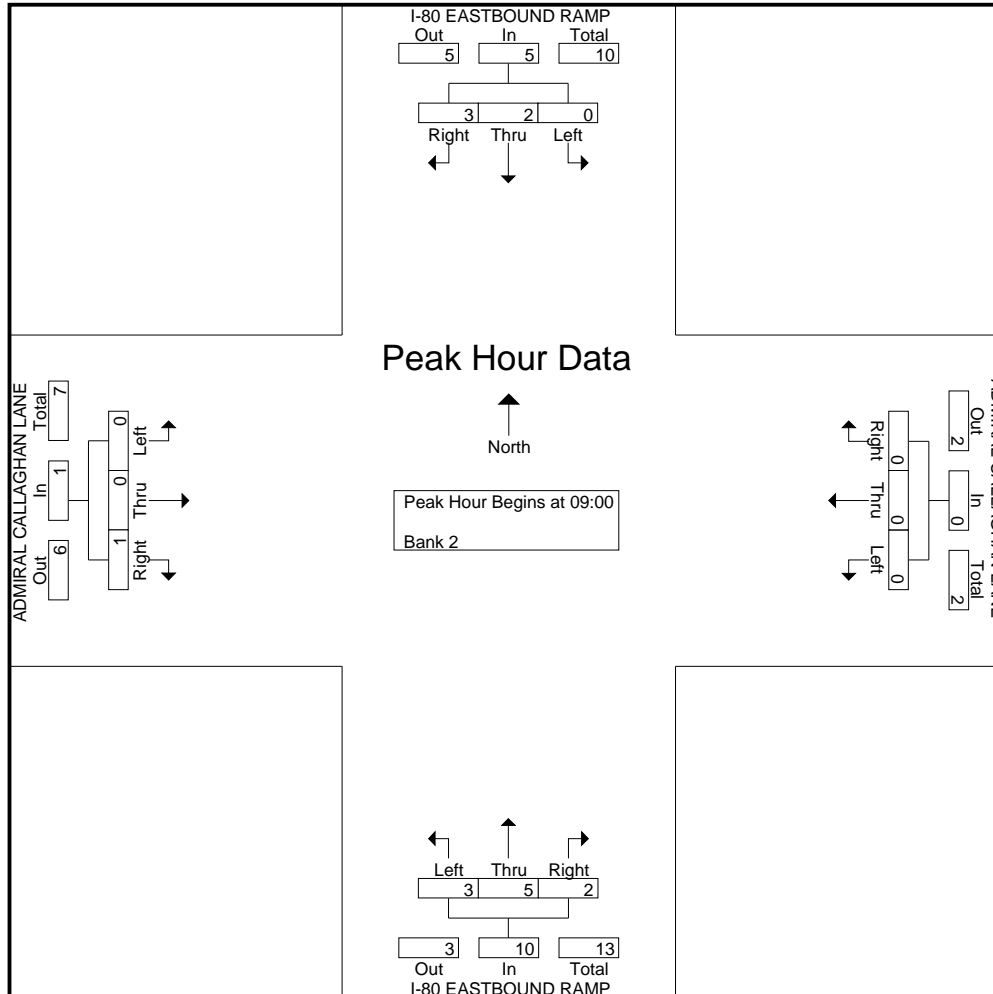 I-80 EASTBOUND RAMP
Out In Total
5 5 10
3 2 0
Right Thru Left
Peak Hour Data
North
Peak Hour Begins at 09:00
Bank 2
ADMIRAL CALLAGHAN LANE
Total In Out
7 1 6
0 0 1
Left Thru Right
Right Thru Left
0 0 0
2 0 2
Out In Total
Left Thru Right
3 5 2
3 10 13
Out In Total
I-80 EASTBOUND RAMP